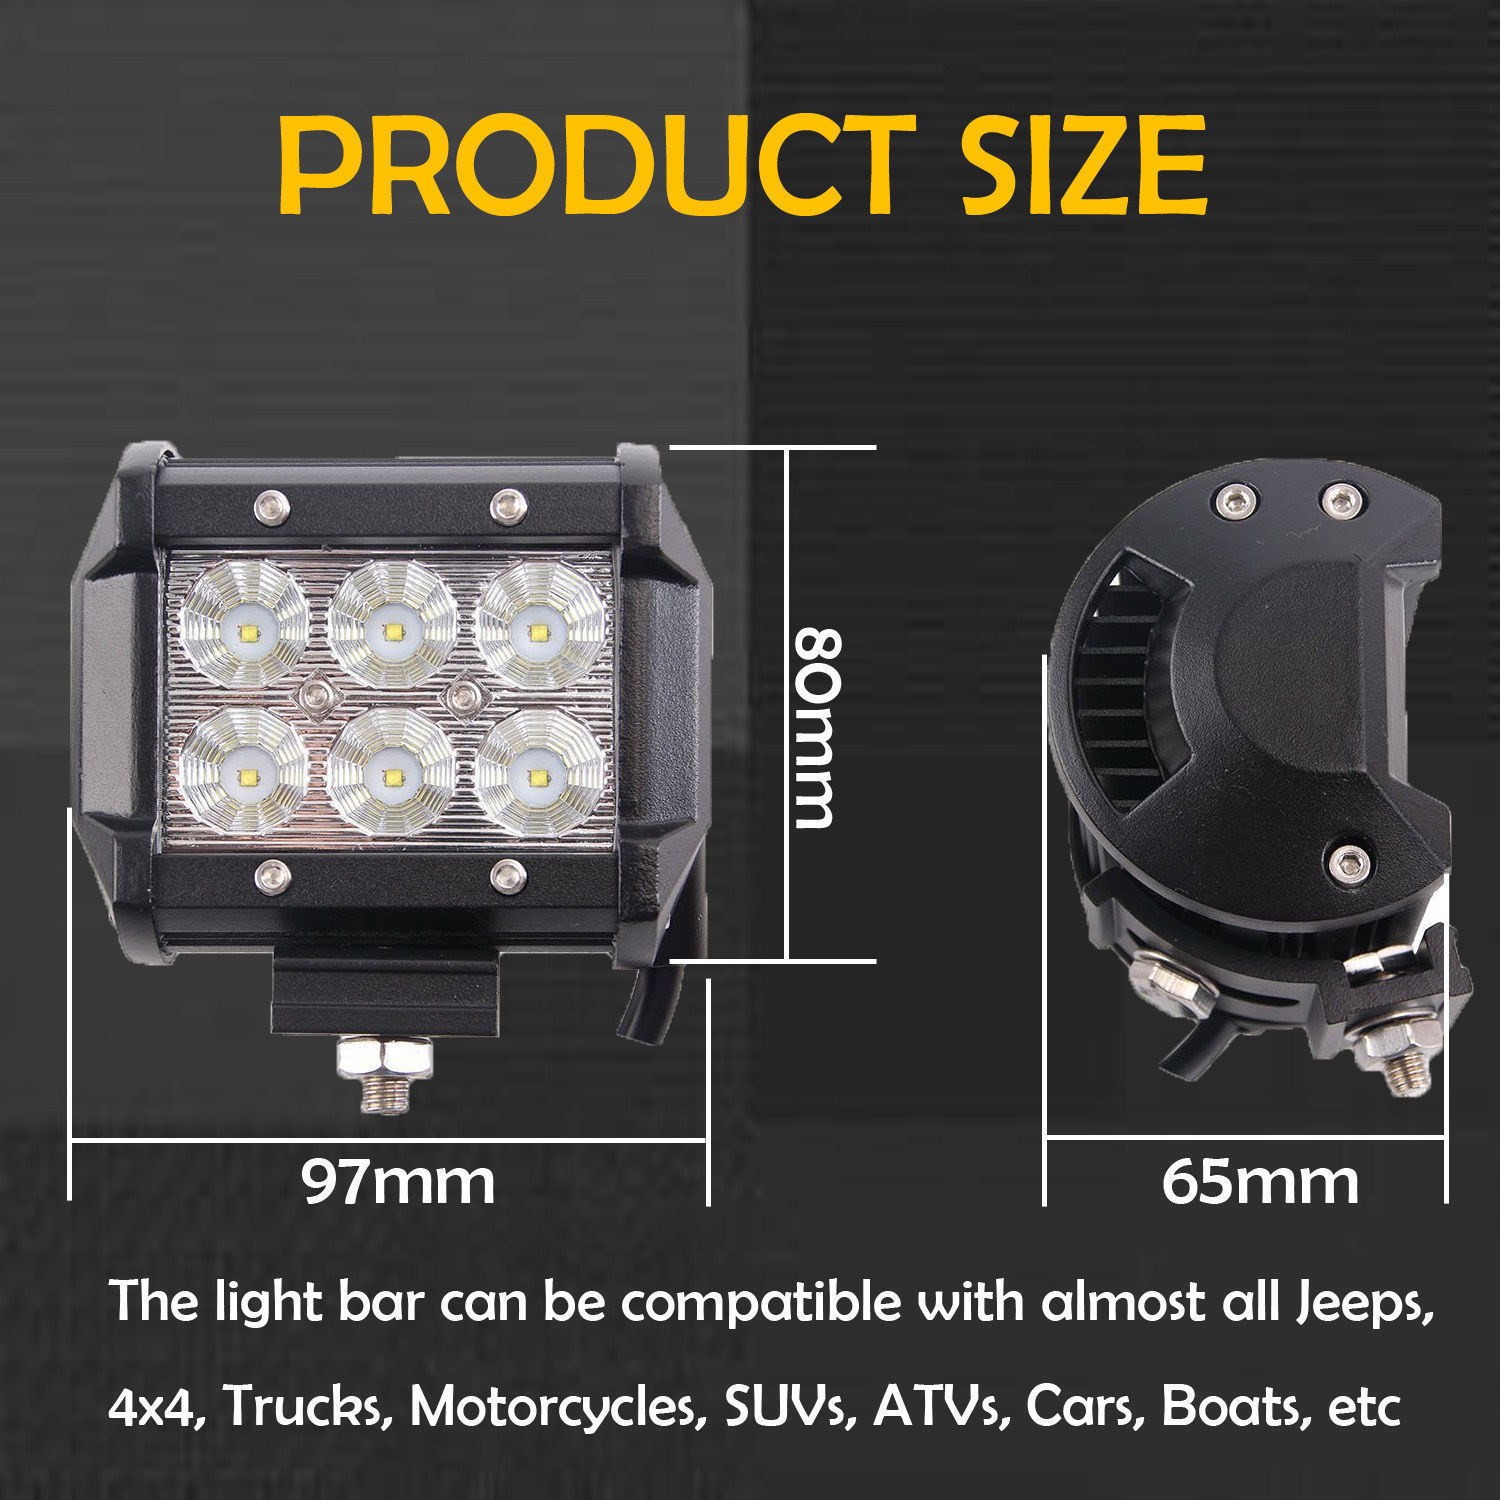 PRODUCT SIZE
80mm
97mm
65mm
The light bar can be compatible with almost all Jeeps,
4x4, Trucks, Motorcycles, SUVs, ATVs, Cars, Boats, etc